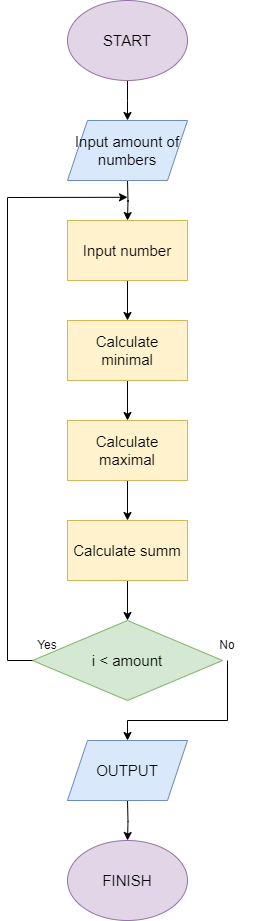 START
Input amount of
numbers
Input number
Calculate
minimal
Calculate
maximal
Calculate summ
Yes
No
i < amount
OUTPUT
FINISH